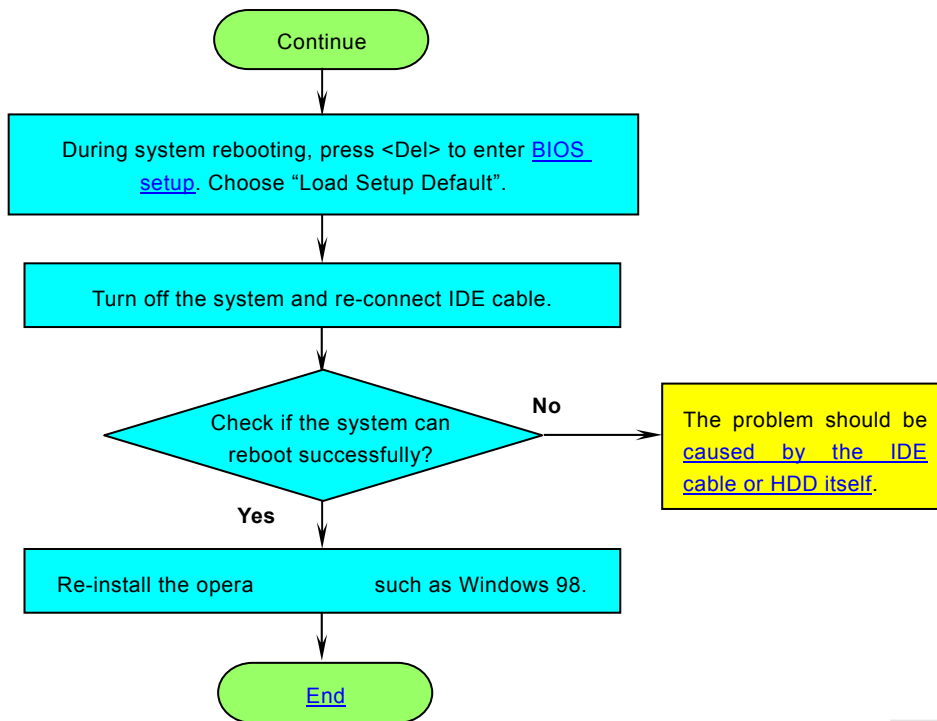 Continue
During system rebooting, press <Del> to enter BIOS
setup. Choose “Load Setup Default”.
Turn off the system and re-connect IDE cable.
Check if the system can
reboot successfully?
No
The problem should be
caused by the IDE
cable or HDD itself.
Yes
Re-install the opera such as Windows 98.
End